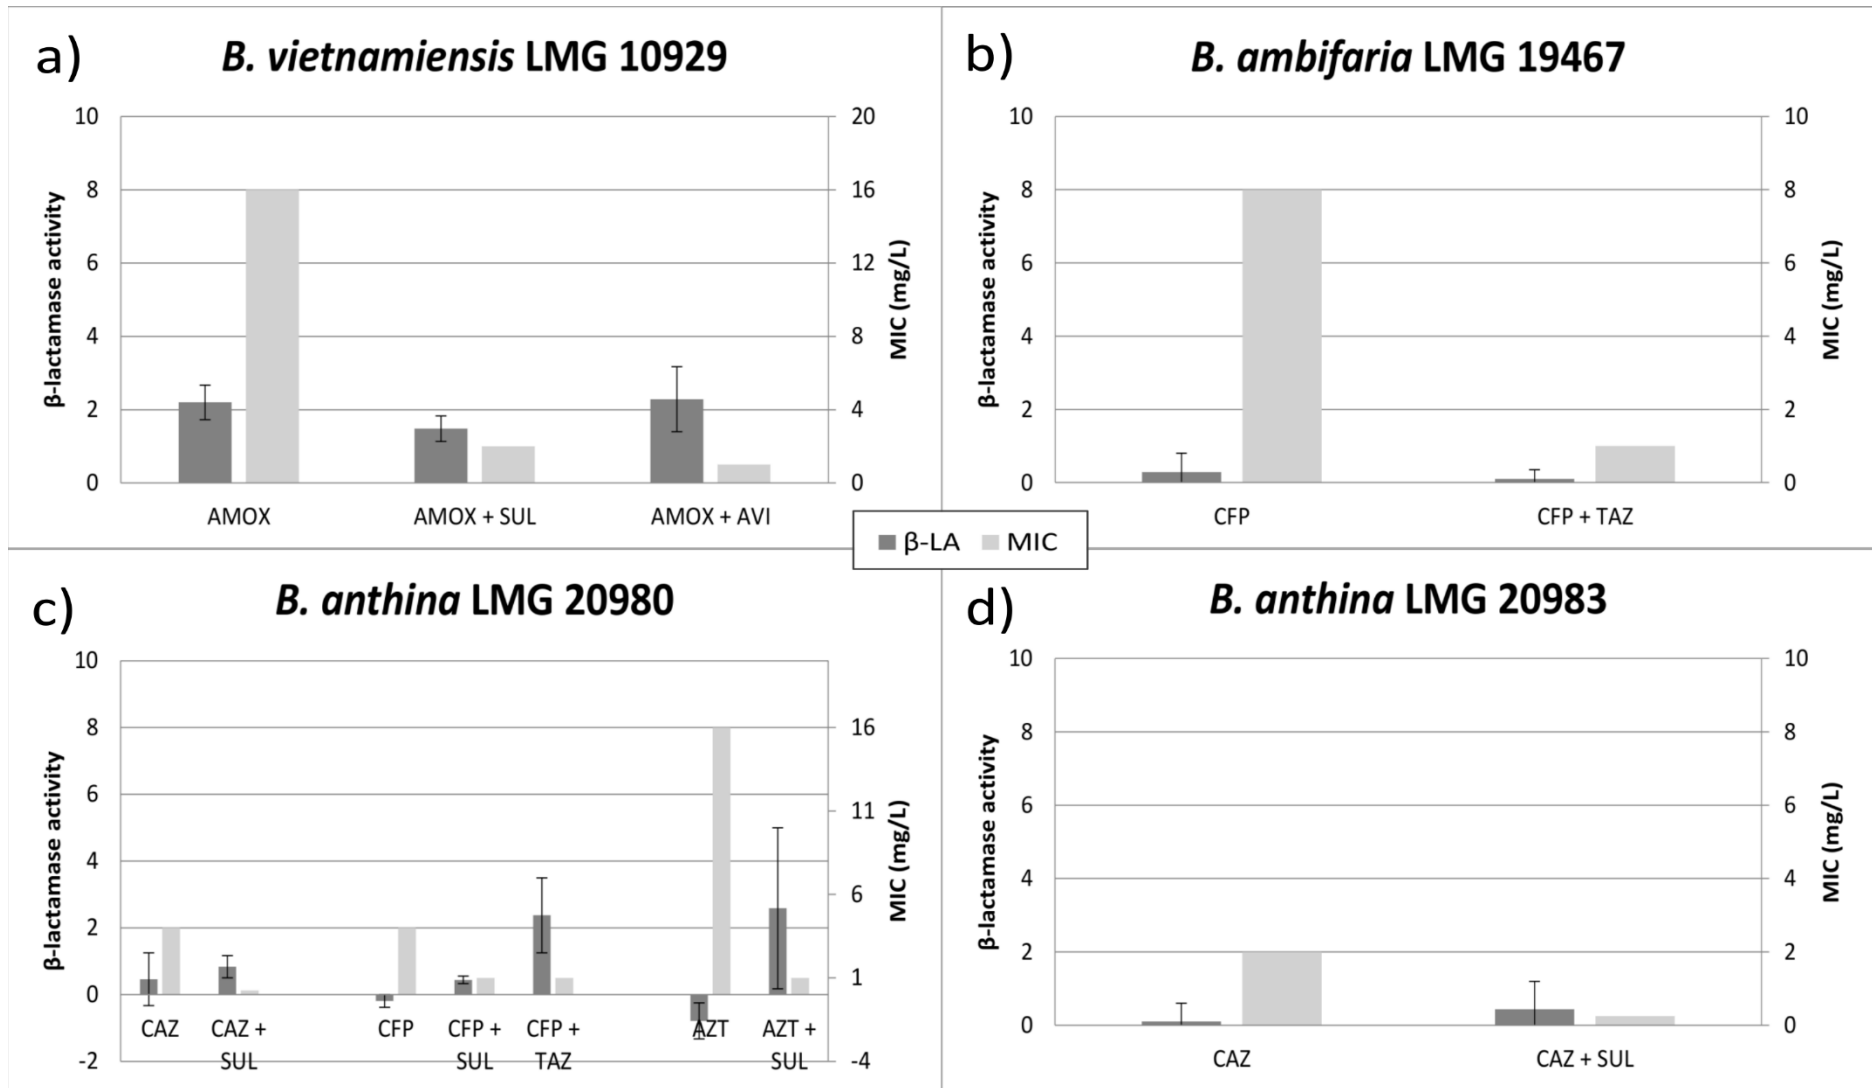 a)
B. vietnamiensis LMG 10929
10
8
6
4
2
0
β-lactamase activity
20
16
12
8
4
0
MIC (mg/L)
AMOX
AMOX + SUL
AMOX + AVI
b)
B. ambifaria LMG 19467
10
8
6
4
2
0
β-lactamase activity
10
8
6
4
2
0
MIC (mg/L)
CFP
CFP + TAZ
β-LA
MIC
c)
B. anthina LMG 20980
10
8
6
4
2
0
-2
β-lactamase activity
16
11
6
1
-4
MIC (mg/L)
CAZ
CAZ +
SUL
CFP
CFP +
SUL
CFP +
TAZ
AZT
AZT +
SUL
d)
B. anthina LMG 20983
10
8
6
4
2
0
β-lactamase activity
10
8
6
4
2
0
MIC (mg/L)
CAZ
CAZ + SUL